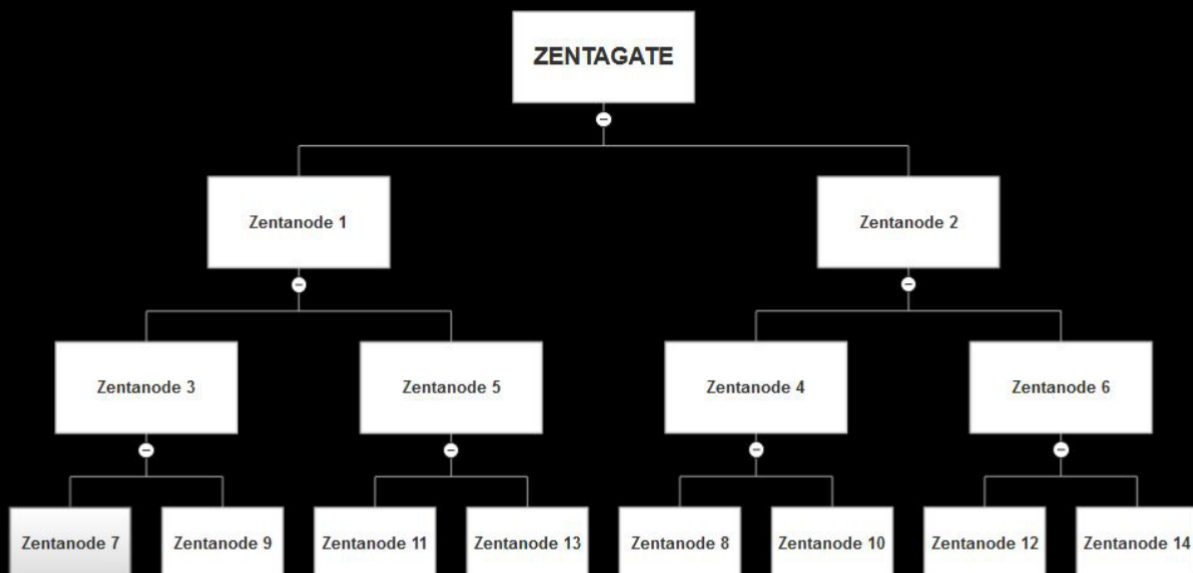 ZENTAGATE
Zentanode 1
Zentanode 2
Zentanode 3
Zentanode 5
Zentanode 4
Zentanode 6
Zentanode 7
Zentanode 9
Zentanode 11
Zentanode 13
Zentanode 8
Zentanode 10
Zentanode 12
Zentanode 14